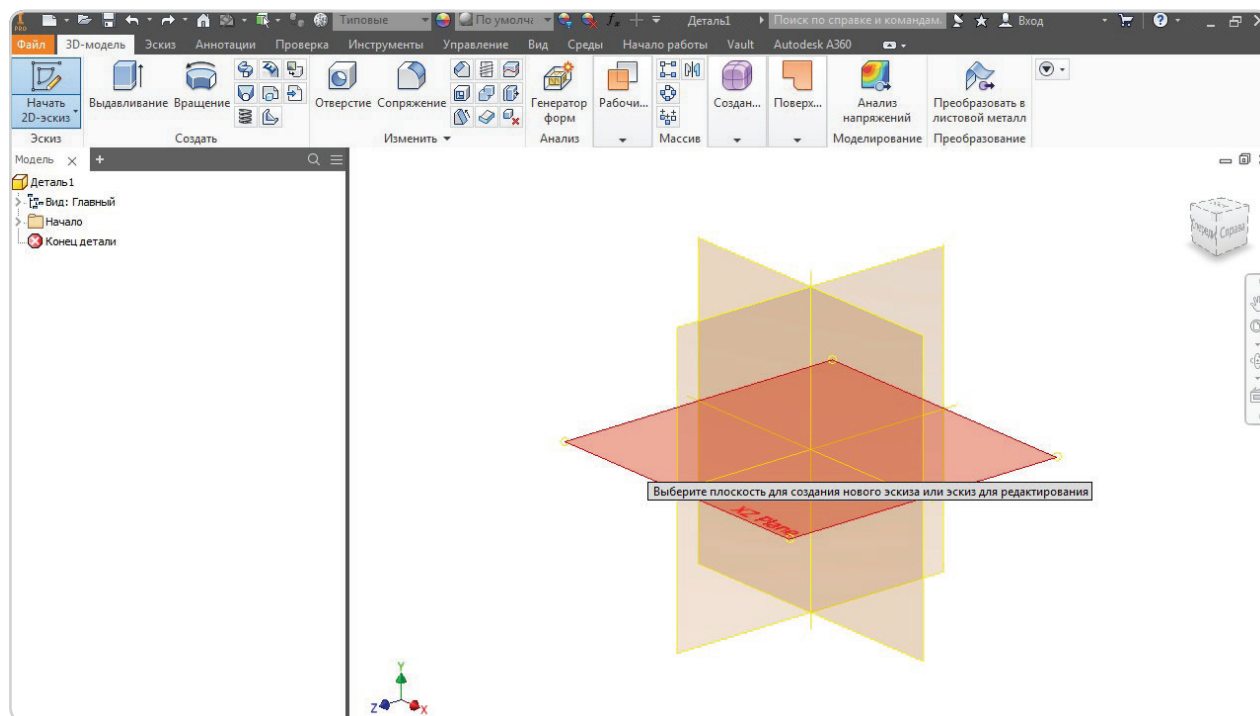 PRO Типовые По умолч Деталь1 Поиск по справке и командам. Вход
Файл 3D-модель Эскиз Аннотации Проверка Инструменты Управление Вид Среды Начало работы Vault Autodesk A360
Начать
2D-эскиз
Выдавливание Вращение
Отверстие Сопряжение
Генератор
форм
Рабочи...
Создан...
Поверх...
Анализ
напряжений
Преобразовать в
листовой металл
Эскиз Создать Изменить Анализ Массив Моделирование Преобразование
Модель
Деталь1
Вид: Главный
Начало
Конец детали
Справа
Выберите плоскость для создания нового эскиза или эскиз для редактирования
XZ Plane
Y
Z
X